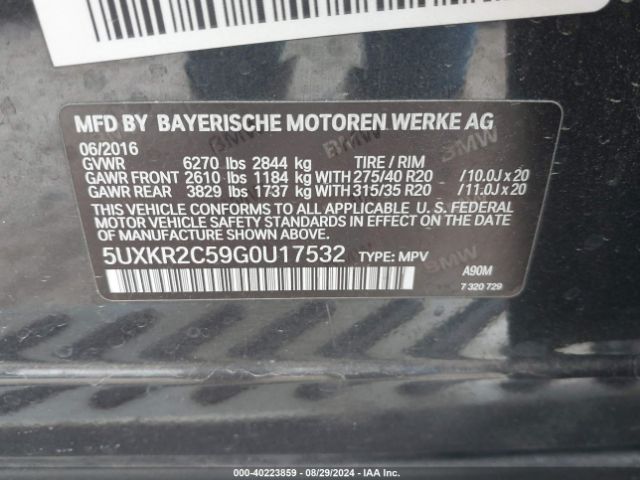 MFD BY BAYERISCHE MOTOREN WERKE AG
06/2016
GVWR 6270 lbs 2844 kg TIRE / RIM
GAWR FRONT 2610 lbs 1184 kg WITH 275/40 R20 /10.0J x 20
GAWR REAR 3829 lbs 1737 kg WITH 315/35 R20 /11.0J x 20
THIS VEHICLE CONFORMS TO ALL APPLICABLE U. S. FEDERAL
MOTOR VEHICLE SAFETY STANDARDS IN EFFECT ON THE DATE OF
MANUFACTURE SHOWN ABOVE.
5UXKR2C59G0U17532 TYPE: MPV
A90M
7 320 729
000-40223859 - 08/29/2024 - IAA Inc.